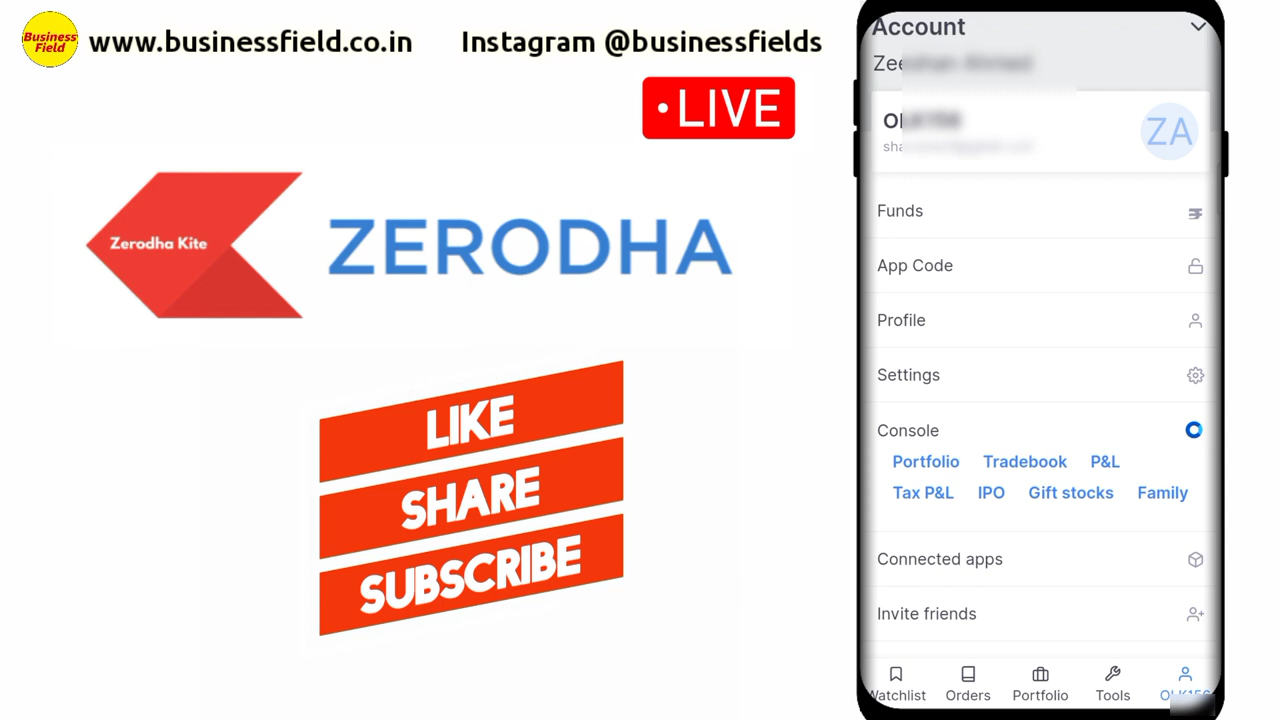 Business
Field
www.businessfield.co.in
Instagram @businessfields
LIVE
Zerodha Kite
ZERODHA
LIKE
SHARE
SUBSCRIBE
Account
ZA
Funds
App Code
Profile
Settings
Console
Portfolio Tradebook P&L
Tax P&L IPO Gift stocks Family
Connected apps
Invite friends
Watchlist Orders Portfolio Tools